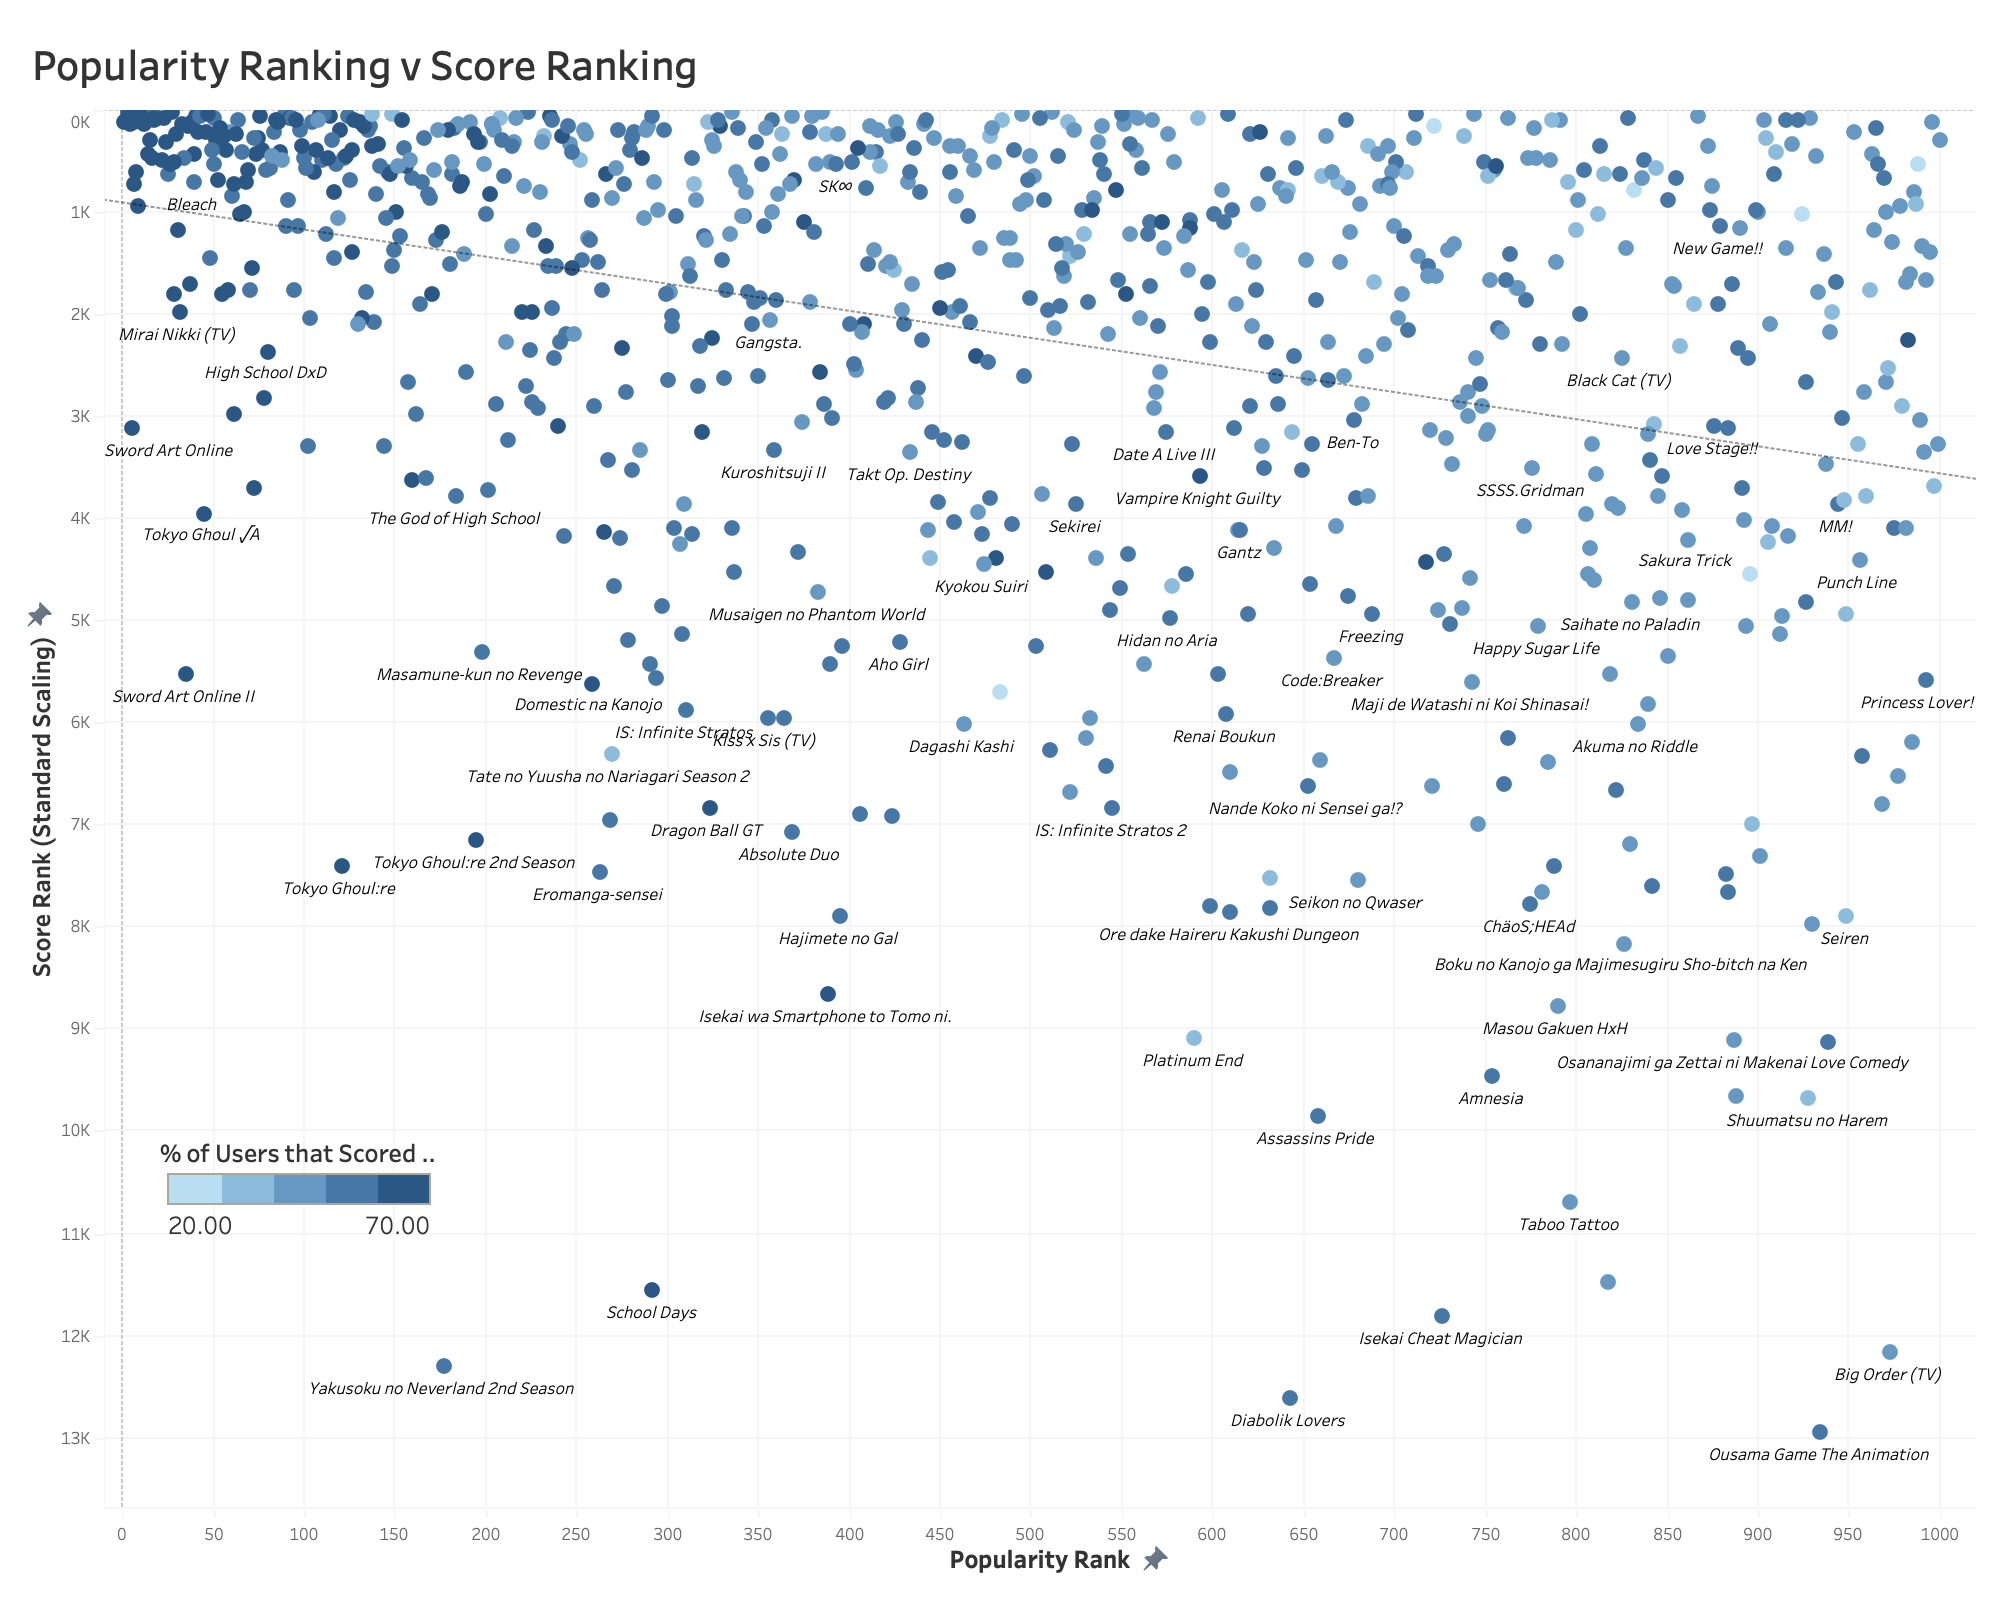 Popularity Ranking v Score Ranking
0K
SK∞
Bleach
1K
New Game!!
2K
Mirai Nikki (TV)
Gangsta.
High School DxD
Black Cat (TV)
3K
Sword Art Online
Ben-To
Love Stage!!
Date A Live III
Kuroshitsuji II
Takt Op. Destiny
SSSS.Gridman
Vampire Knight Guilty
4K
The God of High School
Sekirei
MM!
Tokyo Ghoul √A
Gantz
Sakura Trick
Kyokou Suiri
Punch Line
Musaigen no Phantom World
5K
Saihate no Paladin
Hidan no Aria
Freezing
Happy Sugar Life
Aho Girl
Masamune-kun no Revenge
Code:Breaker
Sword Art Online II
Domestic na Kanojo
Maji de Watashi ni Koi Shinasai!
Princess Lover!
6K
IS: Infinite Stratos
Kiss x Sis (TV)
Dagashi Kashi
Renai Boukun
Akuma no Riddle
Tate no Yuusha no Nariagari Season 2
Nande Koko ni Sensei ga!?
7K
Dragon Ball GT
IS: Infinite Stratos 2
Absolute Duo
Tokyo Ghoul:re 2nd Season
Tokyo Ghoul:re
Eromanga-sensei
Seikon no Qwaser
8K
ChäoS;HEAd
Hajimete no Gal
Ore dake Haireru Kakushi Dungeon
Seiren
Boku no Kanojo ga Majimesugiru Sho-bitch na Ken
Isekai wa Smartphone to Tomo ni.
9K
Masou Gakuen HxH
Platinum End
Osananajimi ga Zettai ni Makenai Love Comedy
Amnesia
Shuumatsu no Harem
10K
Assassins Pride
% of Users that Scored ..
20.00 70.00
Taboo Tattoo
11K
School Days
12K
Isekai Cheat Magician
Big Order (TV)
Yakusoku no Neverland 2nd Season
Diabolik Lovers
13K
Ousama Game The Animation
Score Rank (Standard Scaling)
0 50 100 150 200 250 300 350 400 450 500 550 600 650 700 750 800 850 900 950 1000
Popularity Rank